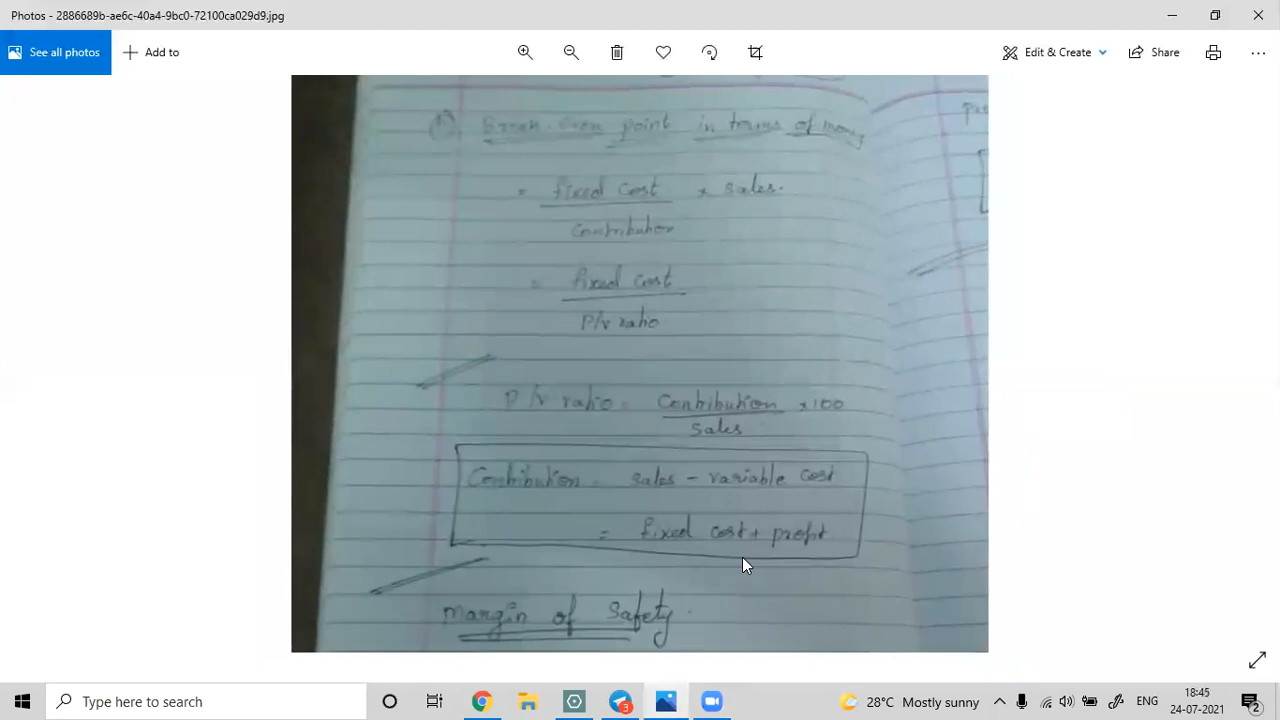 Photos - 2886689b-ae6c-40a4-9bc0-72100ca029d9.jpg
See all photos
Add to
Edit & Create
Share
Break-even point in terms of money
= fixed cost × sales.
contribution
= fixed cost
P/v ratio
P/v ratio = Contribution ×100
sales
Contribution = sales - variable cost
= fixed cost + profit
Margin of safety.
Type here to search
3
28°C Mostly sunny
ENG
18:45
24-07-2021
2